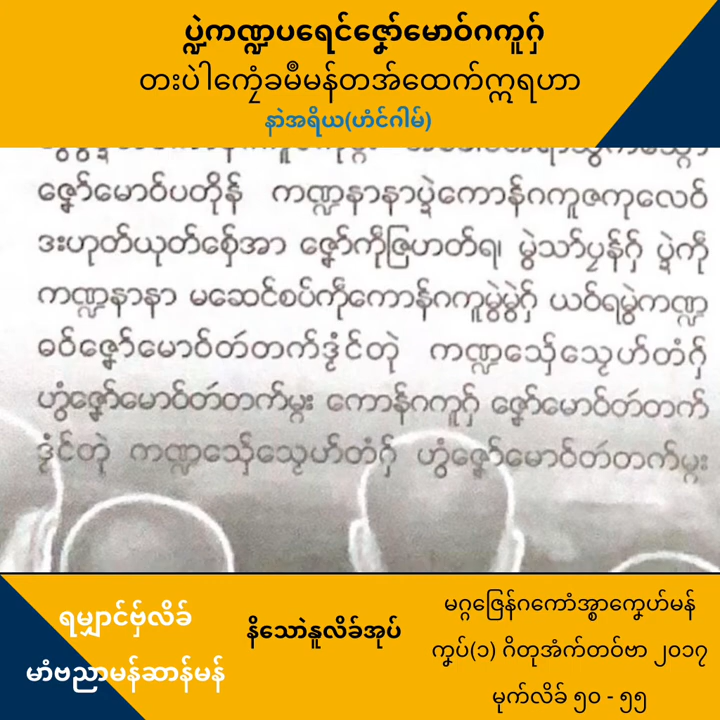 ပ္ဍဲကဏ္ဍပရေင်ဇၞော်မောဝ်ဂကူဂှ်
တးပဲါကၠေံခမဳမန်တအ်ထေက်ဣရဟာ
နာဲအရိယ(ဟံင်ဂါမ်)
ဇၞော်မောဝ်ပတိုန် ကဏ္ဍနာနာပ္ဍဲကောန်ဂကူဇကုလေဝ်
ဒးဟုတ်ယုတ်စှေ်အာ ဇၞော်ကီုဇြဟတ်ရ၊ မွဲသာ်ပၠန်ဂှ် ပ္ဍဲကဵု
ကဏ္ဍနာနာ မဆေင်စပ်ကဵုကောန်ဂကူမွဲမွဲဂှ် ယဝ်ရမွဲကဏ္ဍ
ဓဝ်ဇၞော်မောဝ်တဴတက်ဒၟံင်တုဲ ကဏ္ဍသှေ်သၟေဟ်တံဂှ်
ဟွံဇၞော်မောဝ်တဴတက်မ္ဂး ကောန်ဂကူဂှ် ဇၞော်မောဝ်တဴတက်
ဒၟံင်တုဲ ကဏ္ဍသှေ်သၟေဟ်တံဂှ် ဟွံဇၞော်မောဝ်တဴတက်မ္ဂး
ရမျှာင်ဗှ်လိခ်
မာံဗညာမန်ဆာန်မန်
နိသောဲနူလိခ်အုပ်
မဂ္ဂဇြေန်ဂကောံအစာကၞေဟ်မန်
က္ၜပ်(၁) ဂိတုအံက်တဝ်ဗာ ၂၀၁၇
မုက်လိခ် ၅၀ - ၅၅